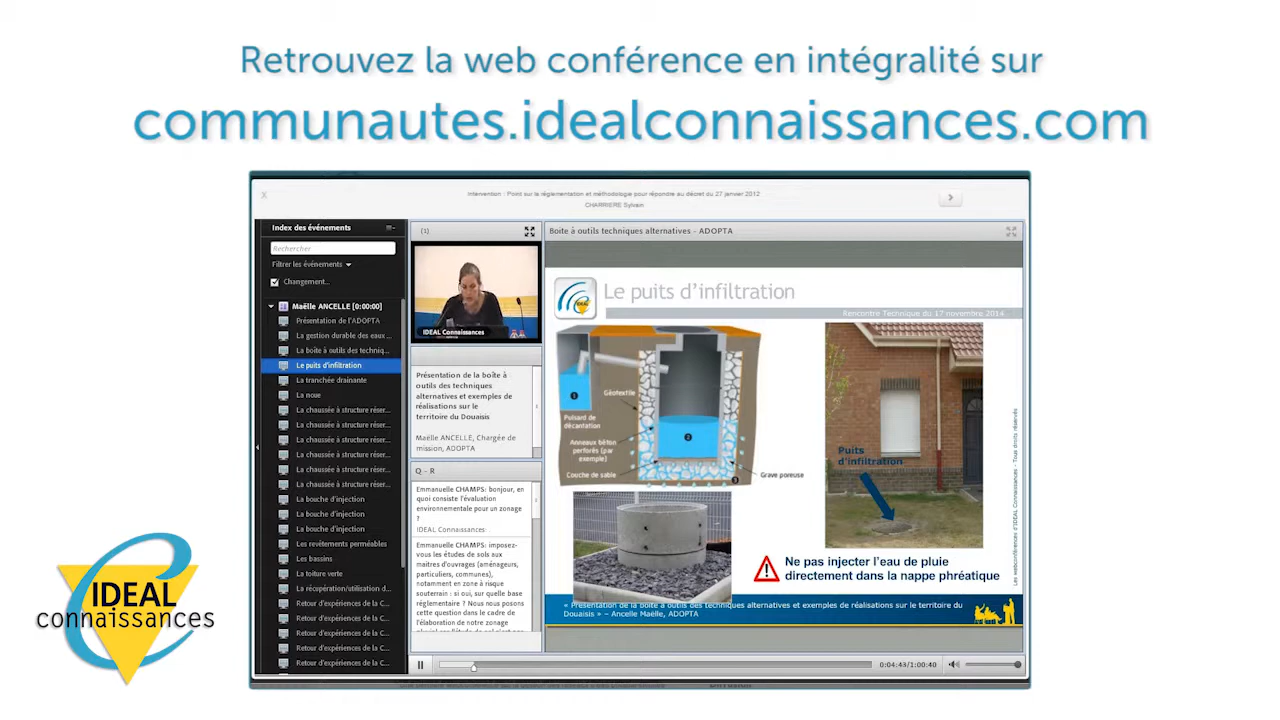 Retrouvez la web conférence en intégralité sur
communautes.idealconnaissances.com
X
Intervention : Point sur la réglementation et méthodologie pour répondre au décret du 27 janvier 2012
CHARRIERE Sylvain
Index des événements
Rechercher
Filtrer les événements
Changement...
Maëlle ANCELLE [0:00:00]
Présentation de l'ADOPTA
La gestion durable des eaux ...
La boîte à outils des techniq...
Le puits d'infiltration
La tranchée drainante
La noue
La chaussée à structure réser...
La chaussée à structure réser...
La chaussée à structure réser...
La chaussée à structure réser...
La chaussée à structure réser...
La chaussée à structure réser...
La bouche d'injection
La bouche d'injection
La bouche d'injection
Les revêtements perméables
Les bassins
La toiture verte
La récupération/utilisation d...
Retour d'expériences de la C...
Retour d'expériences de la C...
Retour d'expériences de la C...
Retour d'expériences de la C...
Retour d'expériences de la C...
(1)
IDEAL Connaissances
Présentation de la boîte à
outils des techniques
alternatives et exemples de
réalisations sur le
territoire du Douaisis
Maëlle ANCELLE, Chargée de
mission, ADOPTA
Q - R
Emmanuelle CHAMPS: bonjour, en
quoi consiste l'évaluation
environnementale pour un zonage
?
IDEAL Connaissances:
Emmanuelle CHAMPS: imposez-
vous les études de sols aux
maitres d'ouvrages (aménageurs,
particuliers, communes),
notamment en zone à risque
souterrain : si oui, sur quelle base
réglementaire ? Nous nous posons
cette question dans le cadre de
l'élaboration de notre zonage
Boite à outils techniques alternatives - ADOPTA
IDEAL
Le puits d'infiltration
Rencontre Technique du 17 novembre 2014
1
Puisard de
décantation
Géotextile
Anneaux béton
perforés (par
exemple)
Couche de sable
2
3
Grave poreuse
Puits
d'infiltration
Ne pas injecter l'eau de pluie
directement dans la nappe phréatique
Les webconférences d'IDEAL Connaissances - Tous droits réservés
« Présentation de la boîte à outils des techniques alternatives et exemples de réalisations sur le territoire du
Douaisis » – Ancelle Maëlle, ADOPTA
0:04:43/1:00:40
IDEAL
connaissances